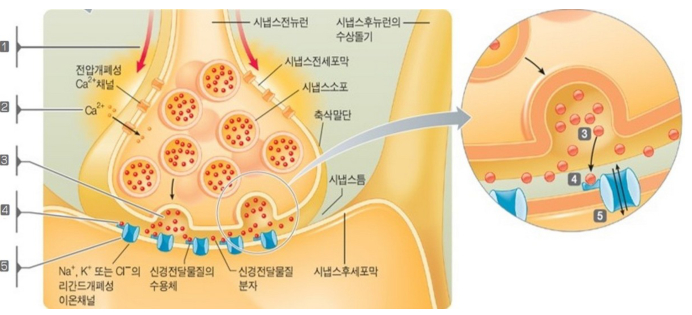 시냅스전뉴런
시냅스후뉴런의
수상돌기
1
전압개폐성
Ca²⁺채널
시냅스전세포막
시냅스소포
2
Ca²⁺
축삭말단
3
4
5
시냅스틈
Na⁺, K⁺ 또는 Cl⁻의
리간드개폐성
이온채널
신경전달물질의
수용체
신경전달물질
분자
시냅스후세포막
3
4
5